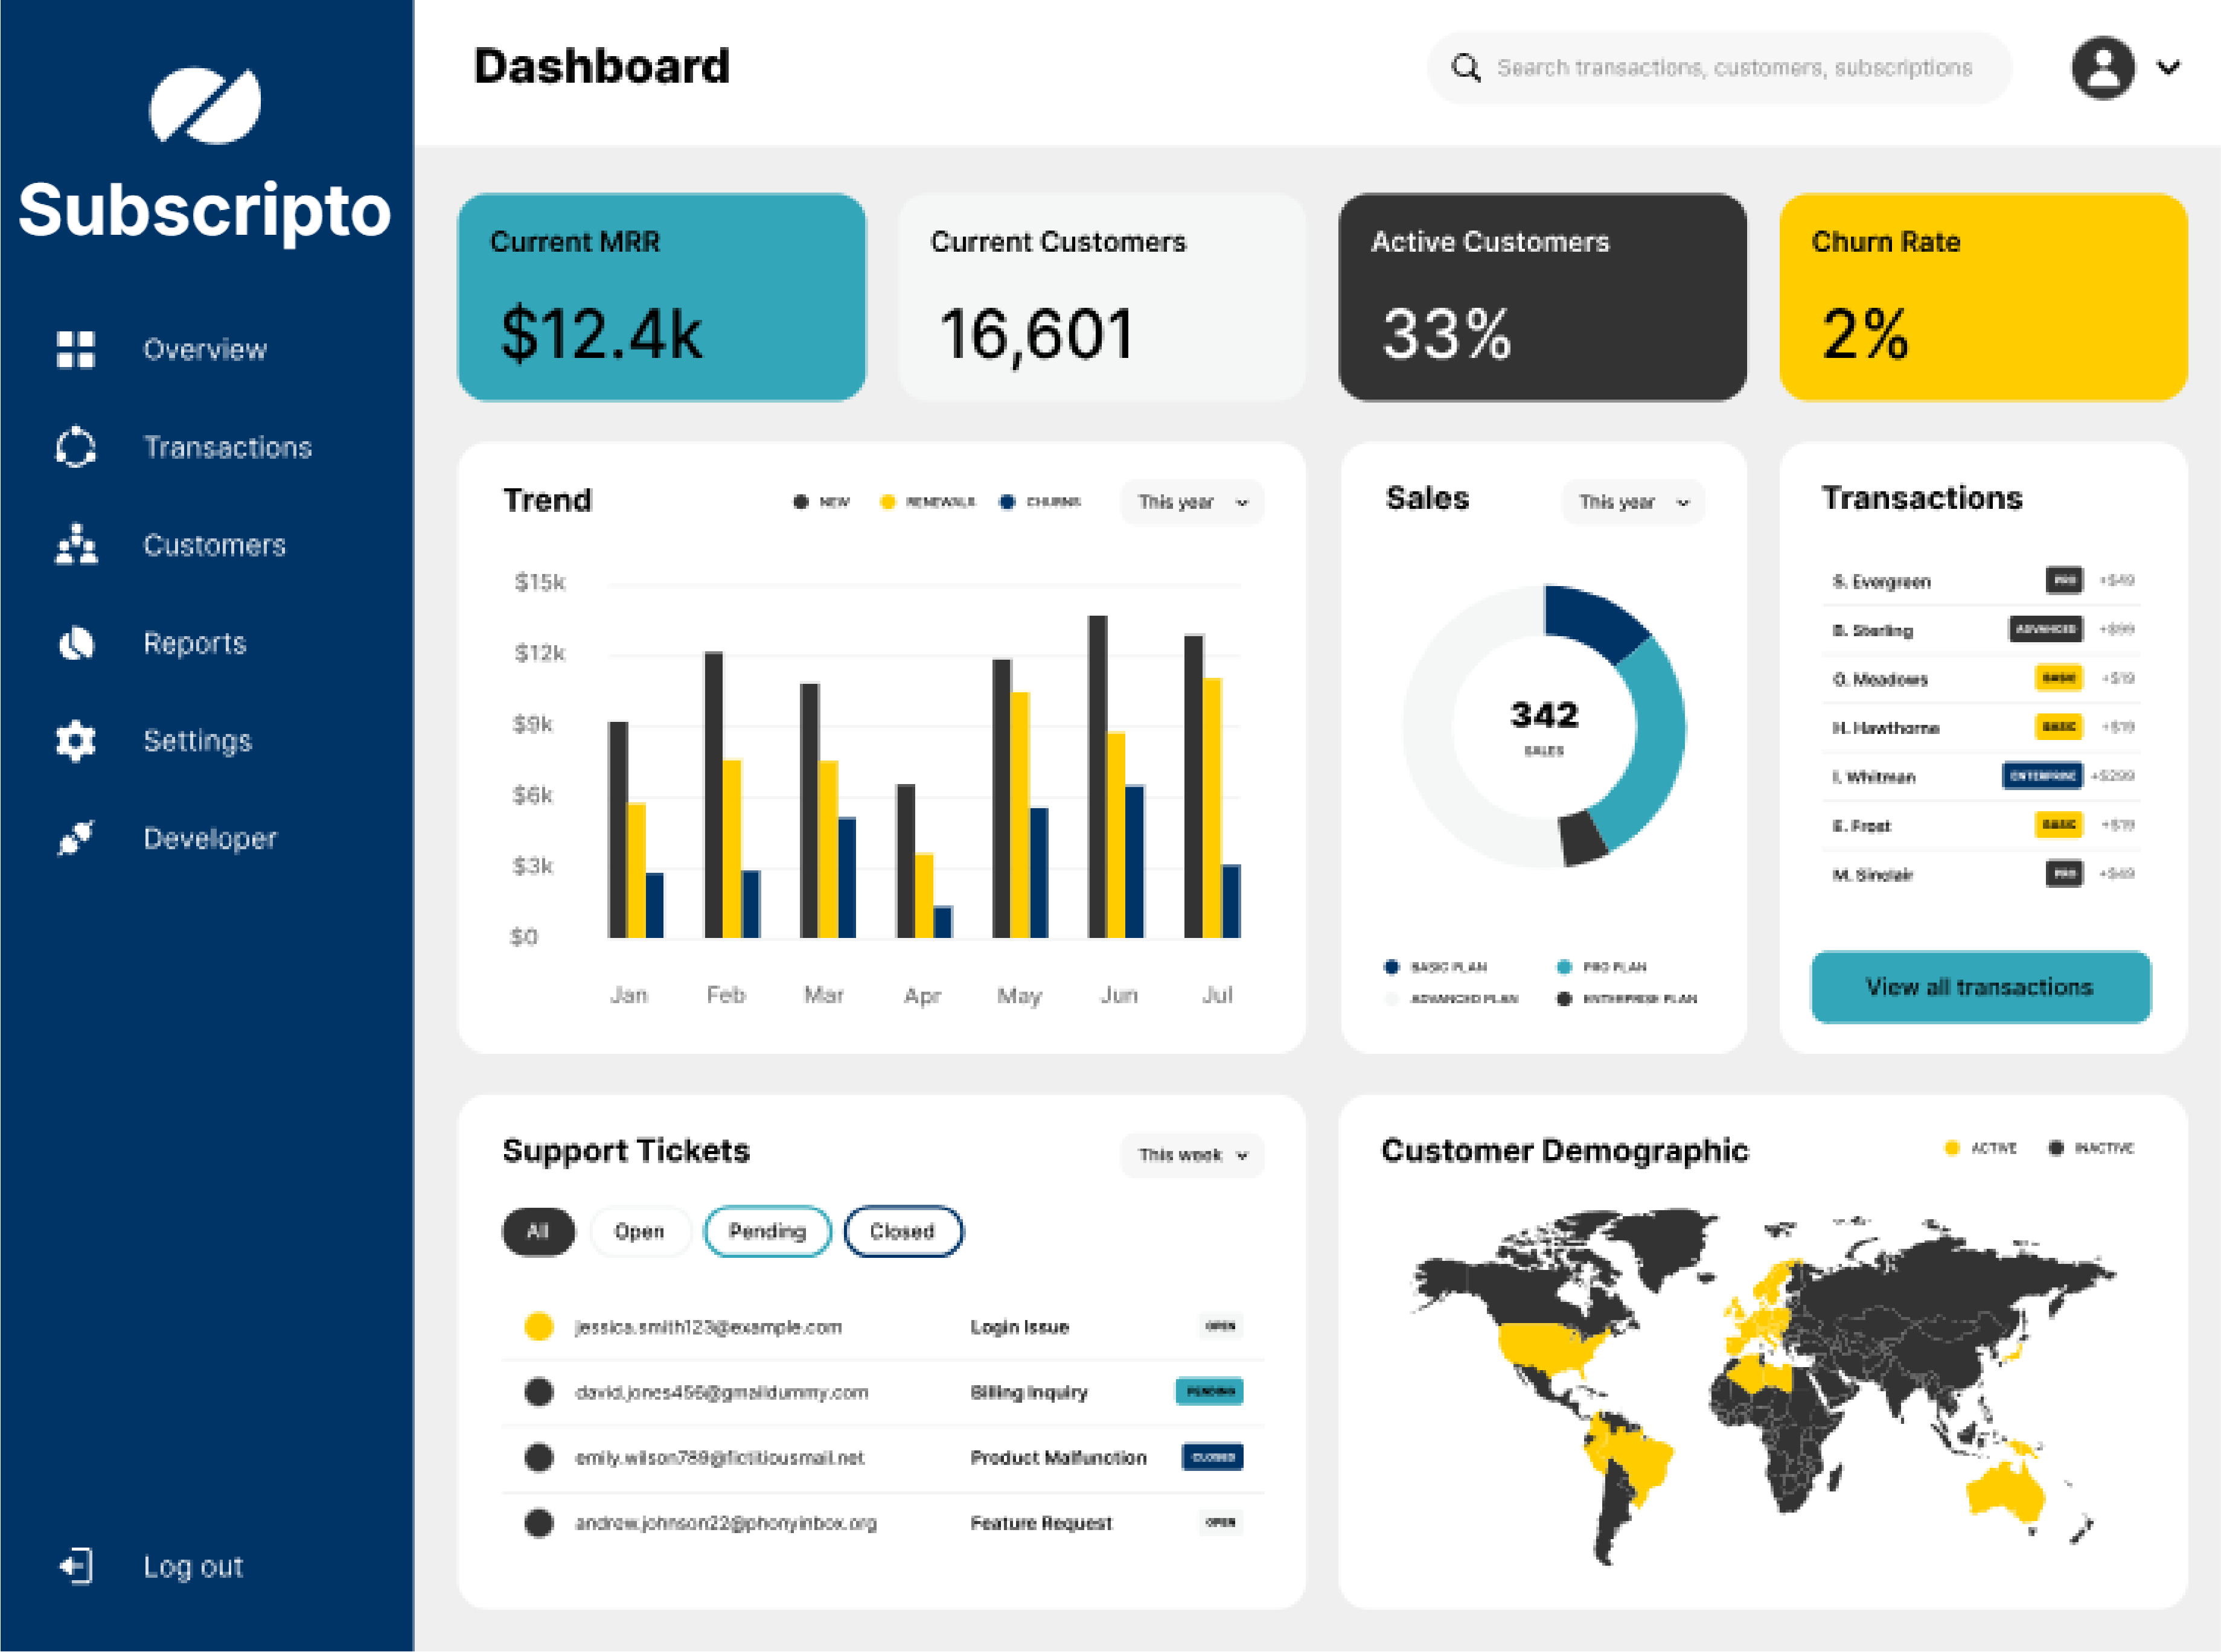 Subscripto
Overview
Transactions
Customers
Reports
Settings
Developer
Log out
Dashboard
Search transactions, customers, subscriptions
Current MRR
$12.4k
Current Customers
16,601
Active Customers
33%
Churn Rate
2%
Trend
NEW
RENEWALS
CHURNS
This year
$15k
$12k
$9k
$6k
$3k
$0
Jan Feb Mar Apr May Jun Jul
Sales
This year
342
SALES
BASIC PLAN
PRO PLAN
ADVANCED PLAN
ENTERPRISE PLAN
Transactions
S. Evergreen PRO +$49
B. Sterling ADVANCED +$99
O. Meadows BASIC +$19
H. Hawthorne BASIC +$19
I. Whitman ENTERPRISE +$299
E. Frost BASIC +$19
M. Sinclair PRO +$49
View all transactions
Support Tickets
This week
All Open Pending Closed
jessica.smith123@example.com Login Issue OPEN
david.jones456@gmaildummy.com Billing Inquiry PENDING
emily.wilson789@fictitiousmail.net Product Malfunction CLOSED
andrew.johnson22@phonyinbox.org Feature Request OPEN
Customer Demographic
ACTIVE
INACTIVE